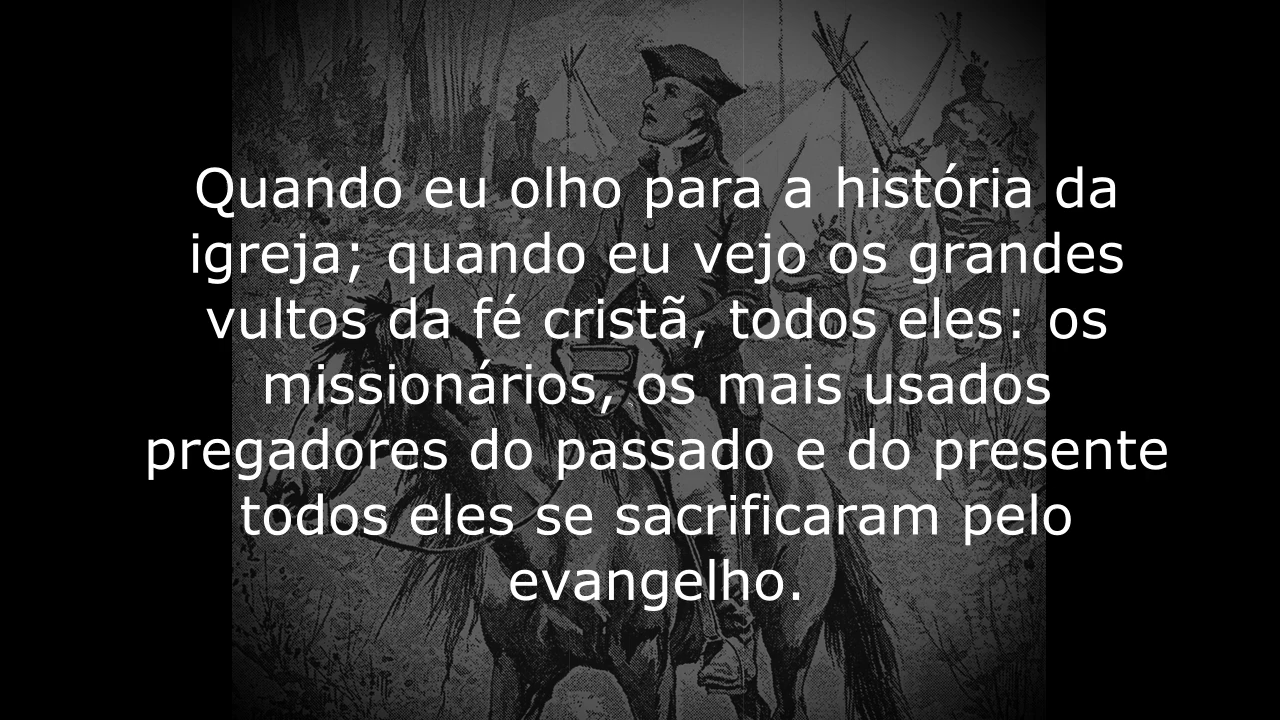 Quando eu olho para a história da
igreja; quando eu vejo os grandes
vultos da fé cristã, todos eles: os
missionários, os mais usados
pregadores do passado e do presente
todos eles se sacrificaram pelo
evangelho.